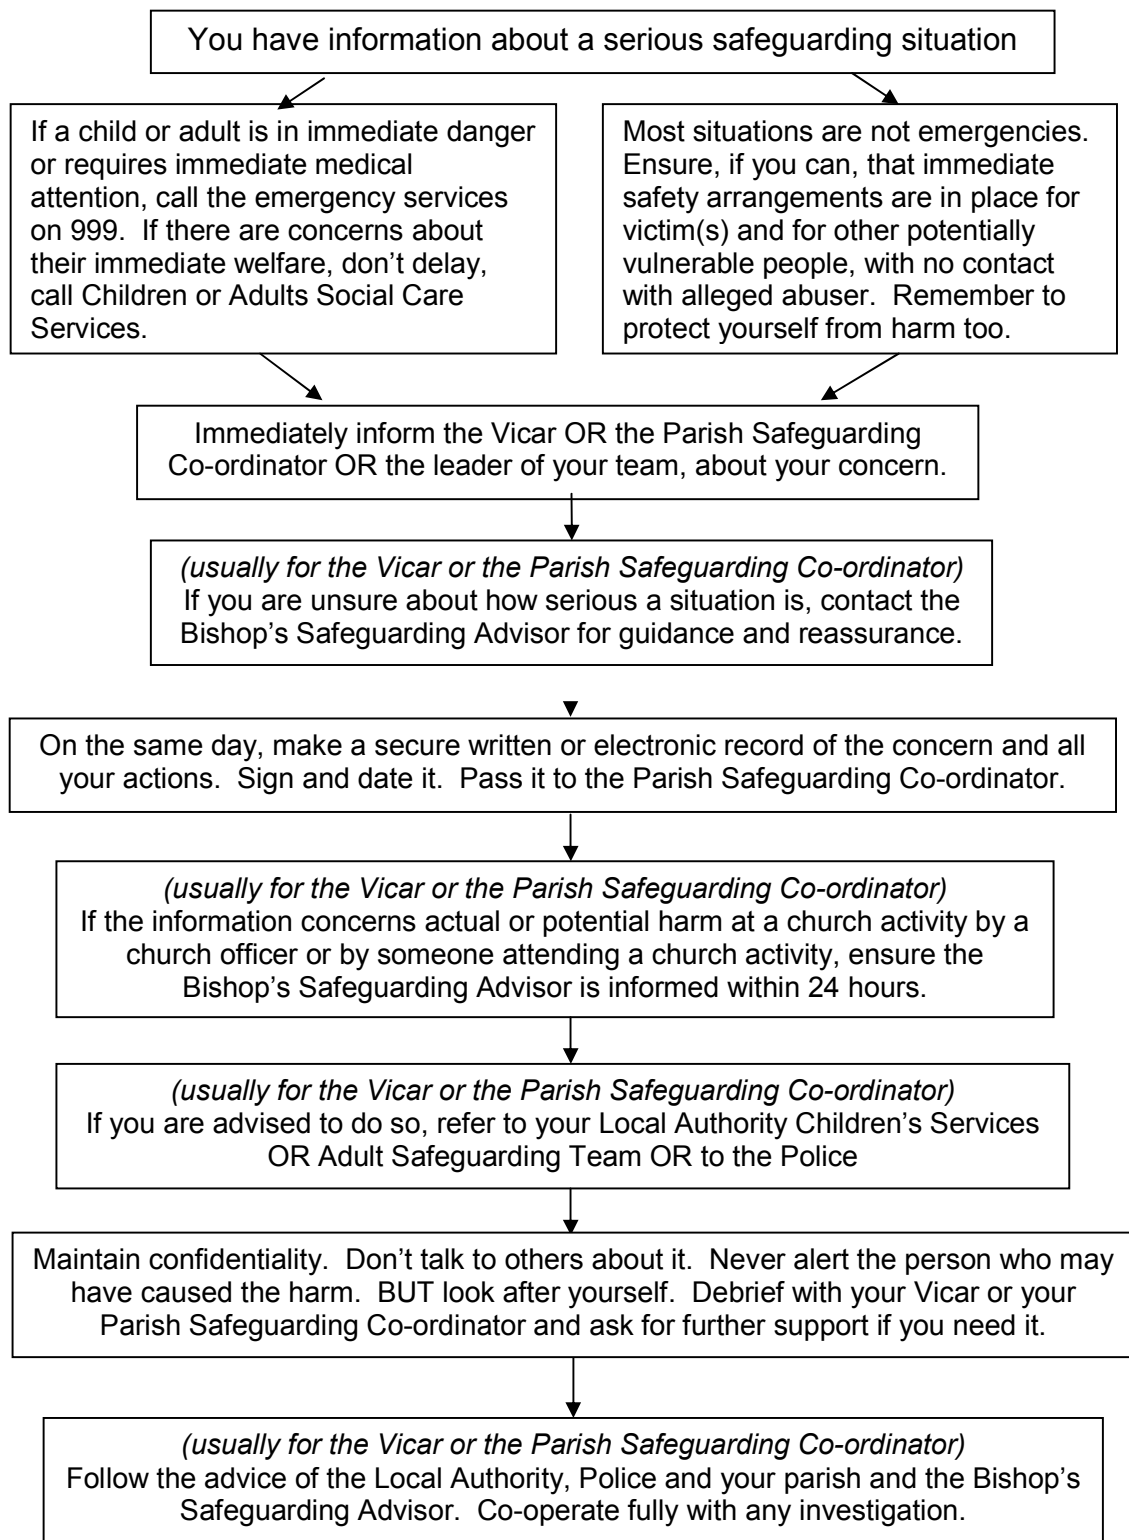 You have information about a serious safeguarding situation
If a child or adult is in immediate danger
or requires immediate medical
attention, call the emergency services
on 999.  If there are concerns about
their immediate welfare, don’t delay,
call Children or Adults Social Care
Services.
Most situations are not emergencies.
Ensure, if you can, that immediate
safety arrangements are in place for
victim(s) and for other potentially
vulnerable people, with no contact
with alleged abuser.  Remember to
protect yourself from harm too.
Immediately inform the Vicar OR the Parish Safeguarding
Co-ordinator OR the leader of your team, about your concern.
(usually for the Vicar or the Parish Safeguarding Co-ordinator)
If you are unsure about how serious a situation is, contact the
Bishop’s Safeguarding Advisor for guidance and reassurance.
On the same day, make a secure written or electronic record of the concern and all
your actions.  Sign and date it.  Pass it to the Parish Safeguarding Co-ordinator.
(usually for the Vicar or the Parish Safeguarding Co-ordinator)
If the information concerns actual or potential harm at a church activity by a
church officer or by someone attending a church activity, ensure the
Bishop’s Safeguarding Advisor is informed within 24 hours.
(usually for the Vicar or the Parish Safeguarding Co-ordinator)
If you are advised to do so, refer to your Local Authority Children’s Services
OR Adult Safeguarding Team OR to the Police
Maintain confidentiality.  Don’t talk to others about it.  Never alert the person who may
have caused the harm.  BUT look after yourself.  Debrief with your Vicar or your
Parish Safeguarding Co-ordinator and ask for further support if you need it.
(usually for the Vicar or the Parish Safeguarding Co-ordinator)
Follow the advice of the Local Authority, Police and your parish and the Bishop’s
Safeguarding Advisor.  Co-operate fully with any investigation.